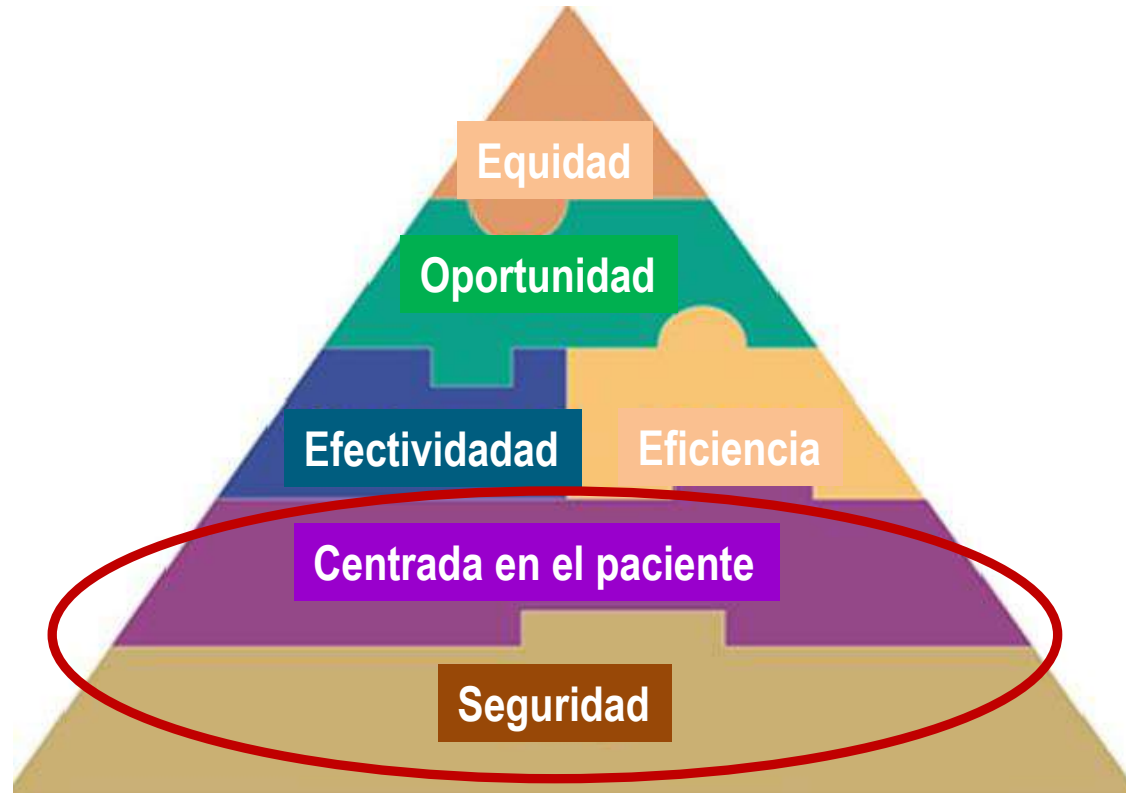 Equidad
Oportunidad
Efectividadad
Eficiencia
Centrada en el paciente
Seguridad